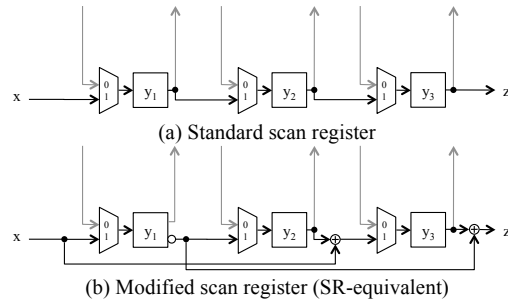 0
1
y1
0
1
y2
0
1
y3
x
z
(a) Standard scan register
0
1
y1
0
1
y2
0
1
y3
x
z
(b) Modified scan register (SR-equivalent)